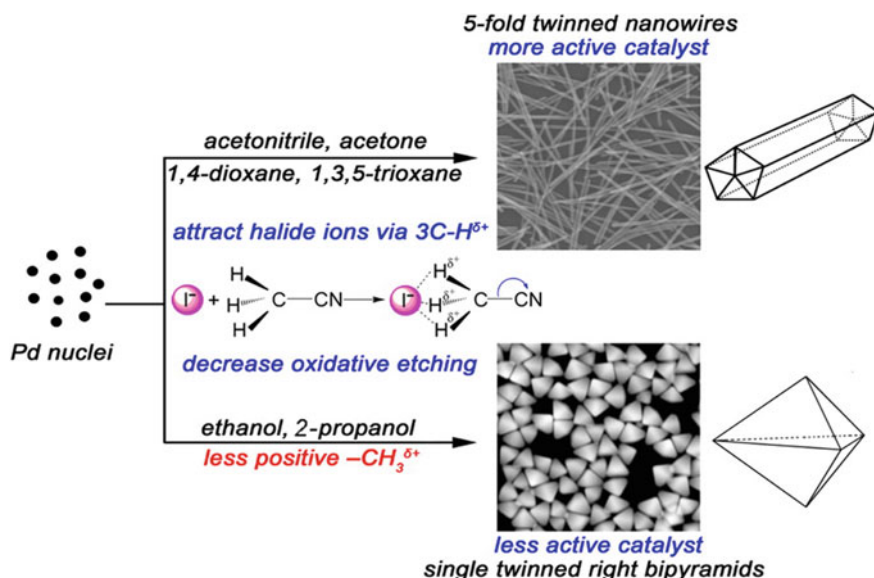 5-fold twinned nanowires
more active catalyst
acetonitrile, acetone
1,4-dioxane, 1,3,5-trioxane
attract halide ions via 3C-Hδ+
I- + H H H C CN I- Hδ+ Hδ+ Hδ+ C CN
Pd nuclei
decrease oxidative etching
ethanol, 2-propanol
less positive –CH3δ+
less active catalyst
single twinned right bipyramids